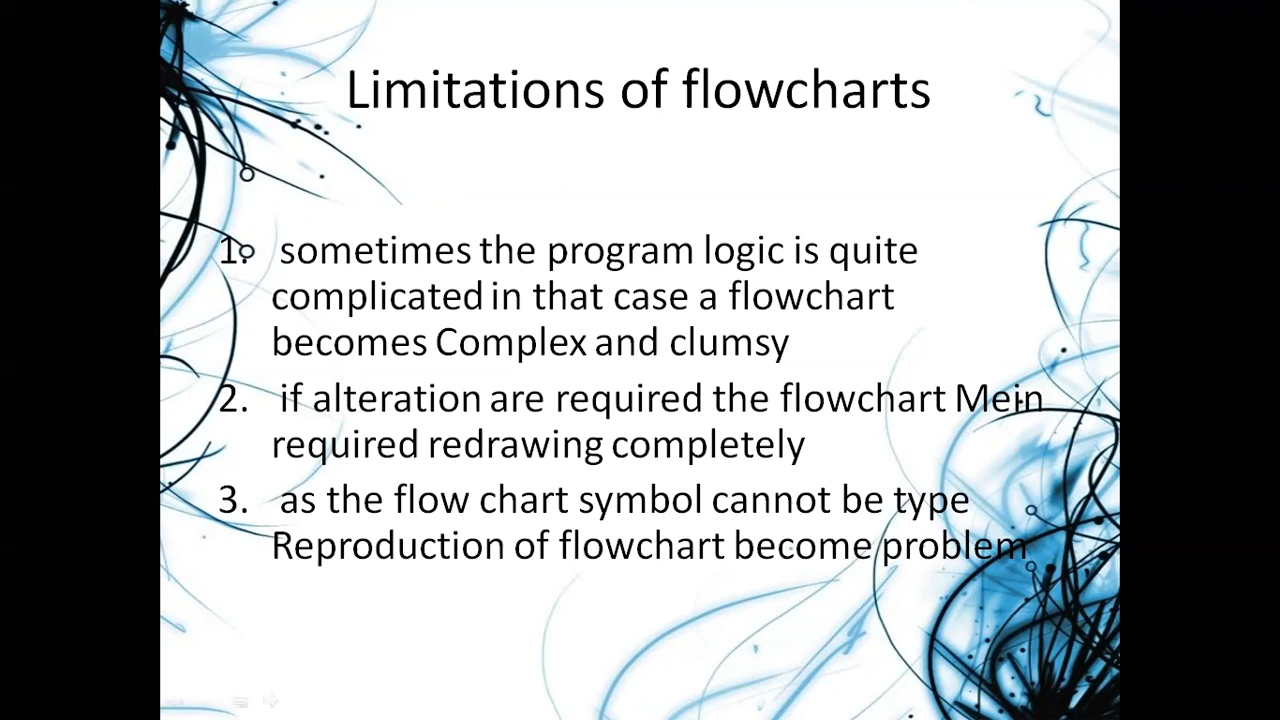 Limitations of flowcharts
1. sometimes the program logic is quite
complicated in that case a flowchart
becomes Complex and clumsy
2. if alteration are required the flowchart Mein
required redrawing completely
3. as the flow chart symbol cannot be type
Reproduction of flowchart become problem